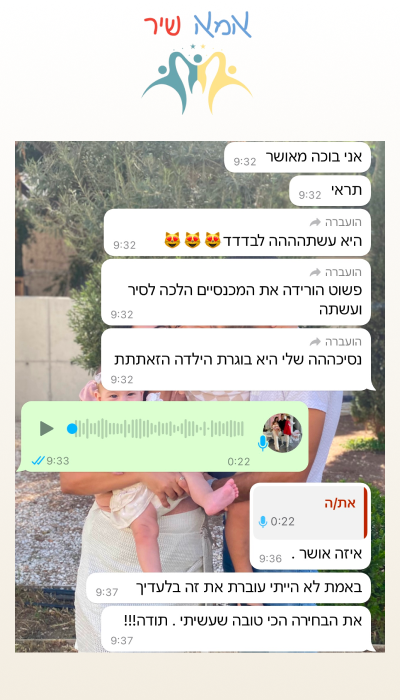 אמא שיר
אני בוכה מאושר
9:32
תראי
9:32
הועברה
היא עשתהההה לבדדד😻😻😻
9:32
הועברה
פשוט הורידה את המכנסיים הלכה לסיר
ועשתה
9:32
הועברה
נסיכההה שלי היא בוגרת הילדה הזאתתת
9:32
9:33
0:22
את/ה
0:22
איזה אושר .
9:36
באמת לא הייתי עוברת את זה בלעדיך
9:37
את הבחירה הכי טובה שעשיתי . תודה!!!
9:37